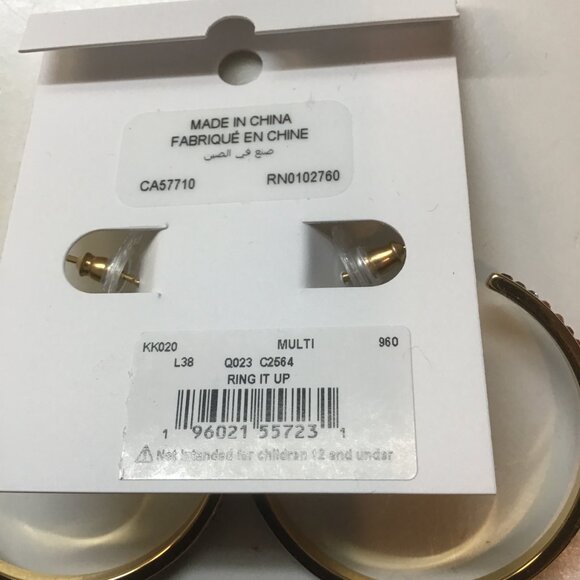 MADE IN CHINA
FABRIQUÉ EN CHINE
صنع في الصين
CA57710 RN0102760
KK020 MULTI 960
L38 Q023 C2564
RING IT UP
1 96021 55723 1
Not intended for children 12 and under